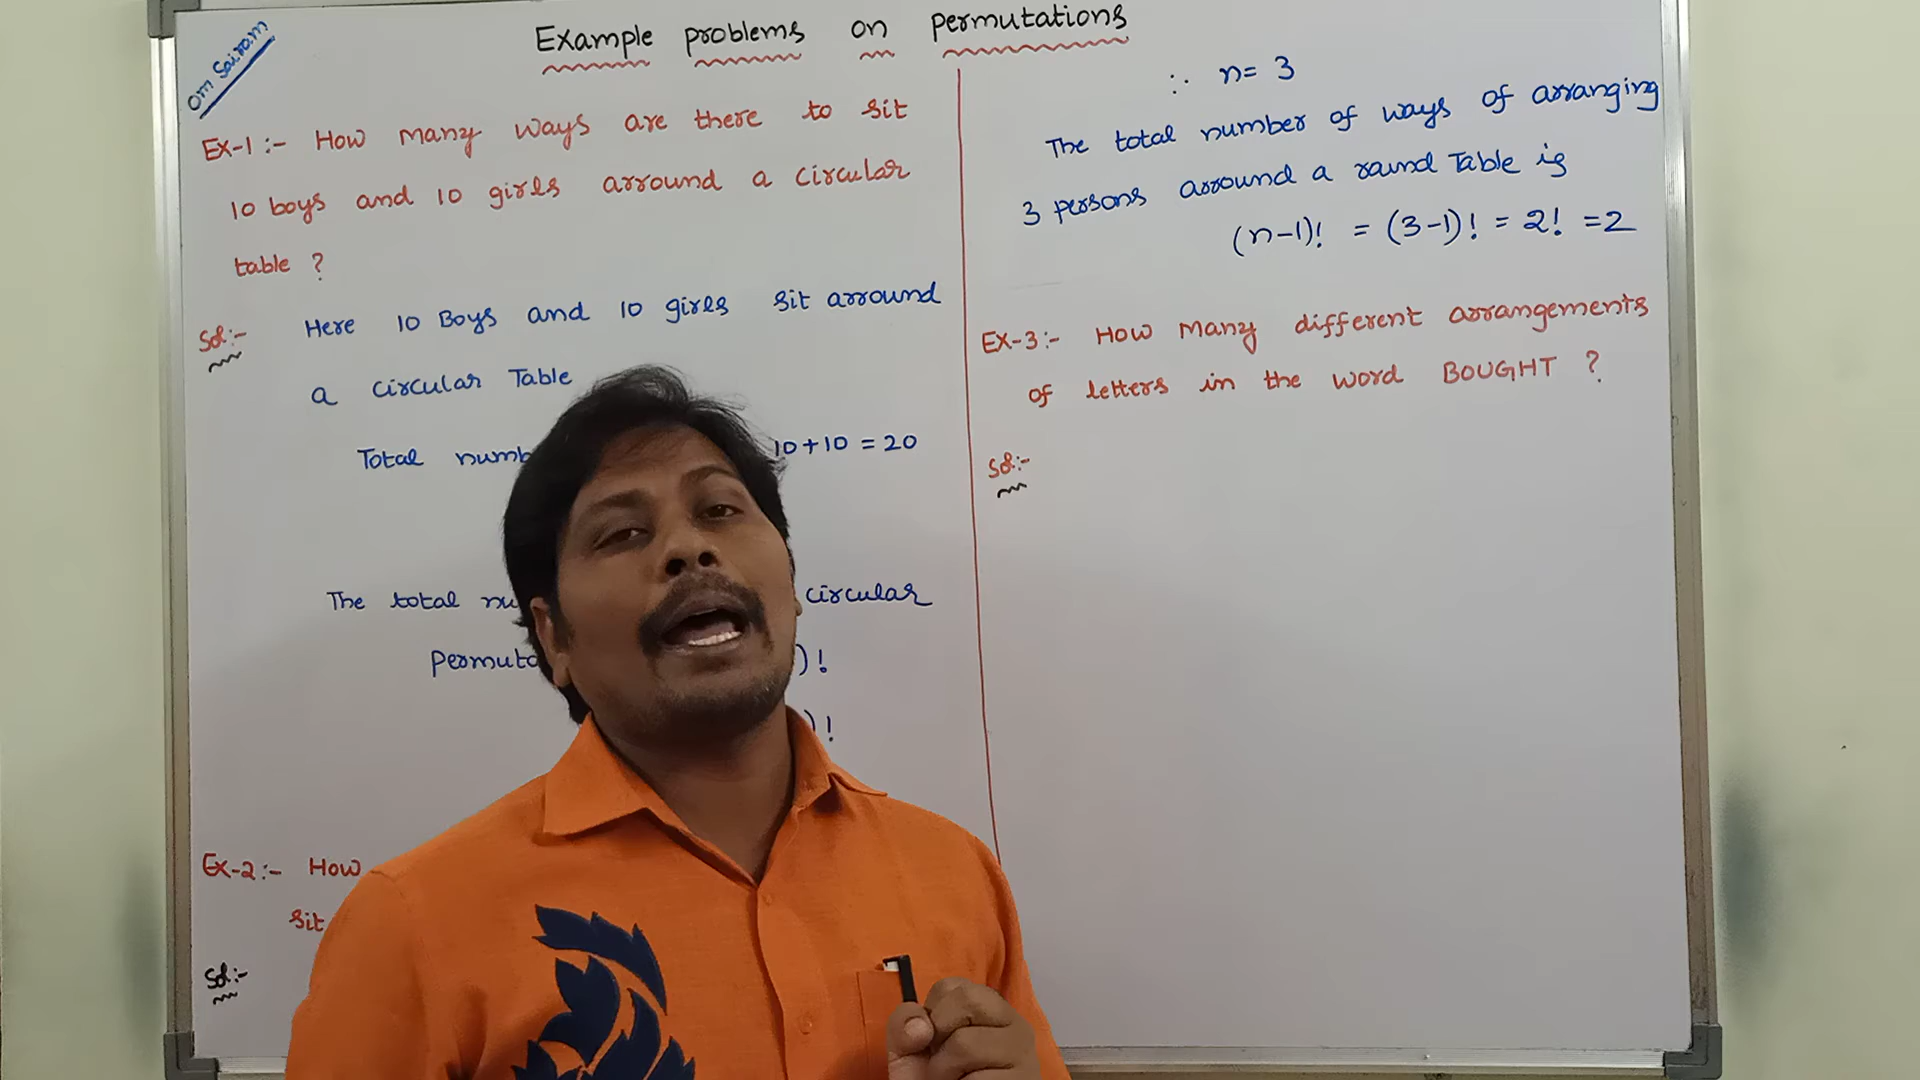 Om Sairam
Example problems on permutations
Ex-1:- How many ways are there to sit
10 boys and 10 girls arround a circular
table ?
Sol:- Here 10 Boys and 10 girls sit arround
a circular Table
Total 10+10 = 20
The total circular
)!
)!
Ex-2:- How
sit
Sol:-
∴ n= 3
The total number of ways of arranging
3 persons arround a round Table is
(n-1)! = (3-1)! = 2! =2
Ex-3:- How Many different arrangements
of letters in the word BOUGHT ?
Sol:-